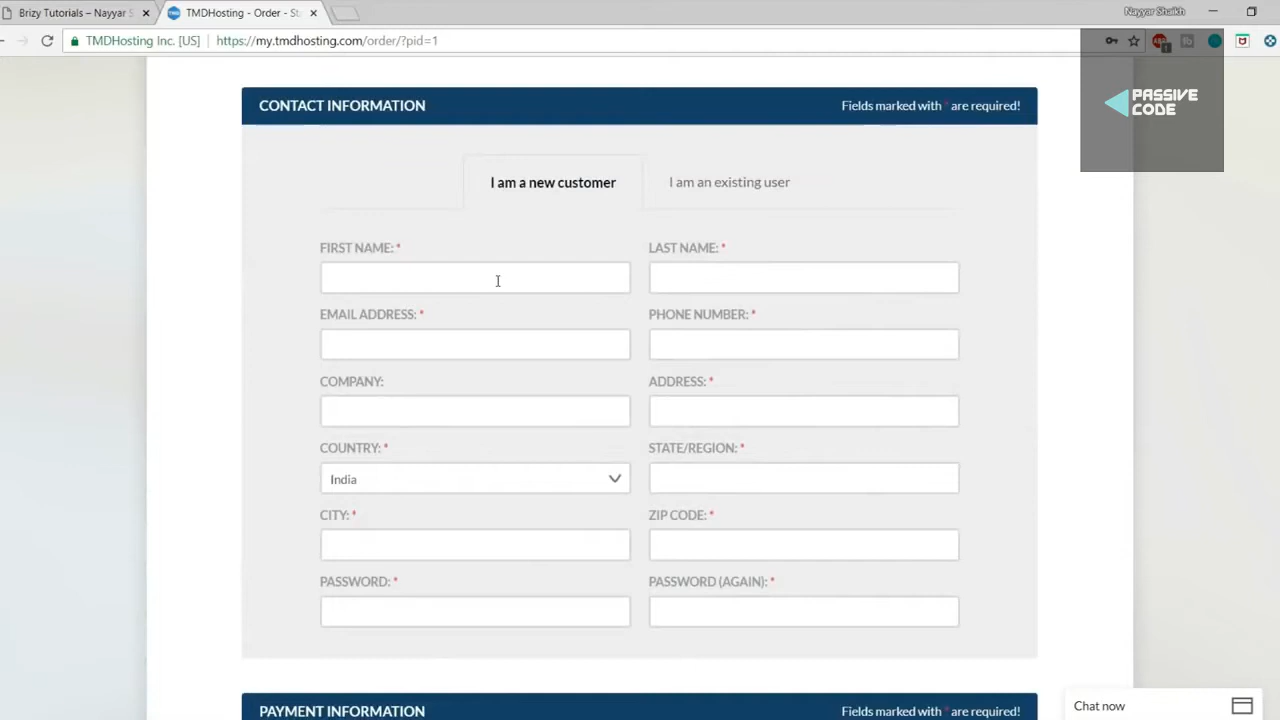 Brizy Tutorials – Nayyar S
TMDHosting - Order - Sta
Nayyar Shaikh
TMDHosting Inc. [US]
https://my.tmdhosting.com/order/?pid=1
PASSIVE
CODE
CONTACT INFORMATION
Fields marked with * are required!
I am a new customer
I am an existing user
FIRST NAME: *
LAST NAME: *
EMAIL ADDRESS: *
PHONE NUMBER: *
COMPANY:
ADDRESS: *
COUNTRY: *
STATE/REGION: *
India
CITY: *
ZIP CODE: *
PASSWORD: *
PASSWORD (AGAIN): *
PAYMENT INFORMATION
Fields marked with * are required!
Chat now